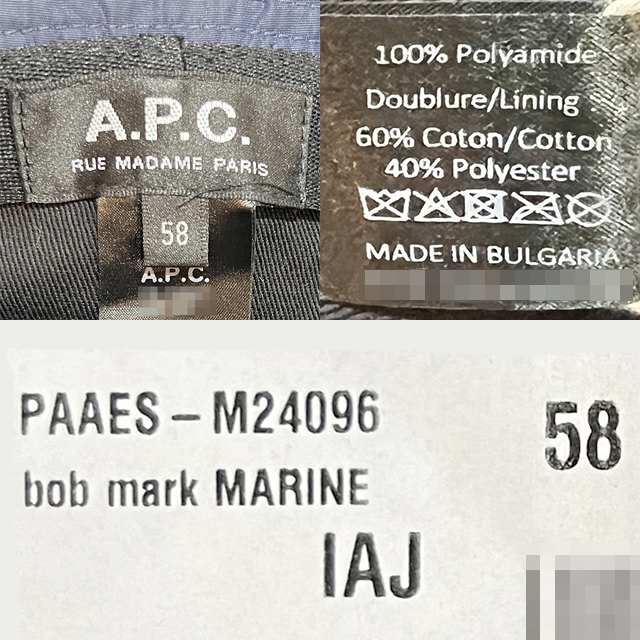 A.P.C.
RUE MADAME PARIS
58
A.P.C.
100% Polyamide
Doublure/Lining
60% Coton/Cotton
40% Polyester
MADE IN BULGARIA
PAAES – M24096
58
bob mark MARINE
IAJ